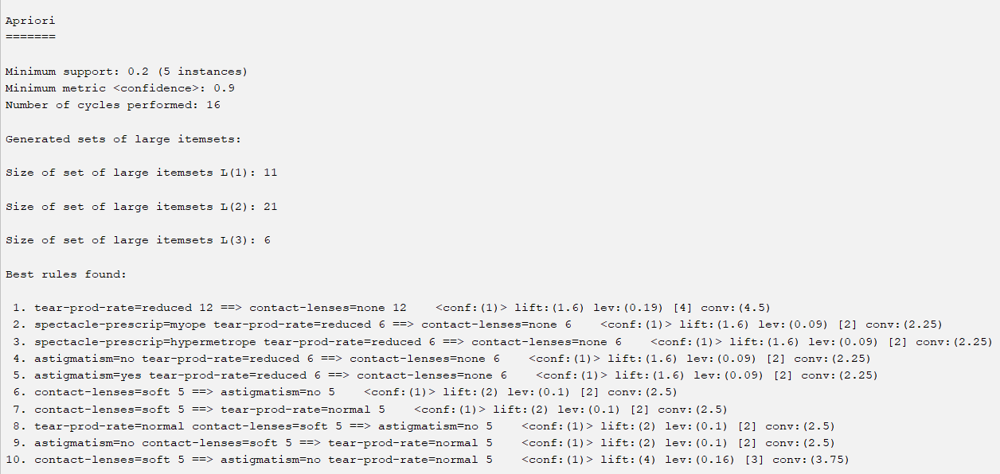 Apriori
=======
Minimum support: 0.2 (5 instances)
Minimum metric <confidence>: 0.9
Number of cycles performed: 16
Generated sets of large itemsets:
Size of set of large itemsets L(1): 11
Size of set of large itemsets L(2): 21
Size of set of large itemsets L(3): 6
Best rules found:
1. tear-prod-rate=reduced 12 ==> contact-lenses=none 12    <conf:(1)> lift:(1.6) lev:(0.19) [4] conv:(4.5)
2. spectacle-prescrip=myope tear-prod-rate=reduced 6 ==> contact-lenses=none 6    <conf:(1)> lift:(1.6) lev:(0.09) [2] conv:(2.25)
3. spectacle-prescrip=hypermetrope tear-prod-rate=reduced 6 ==> contact-lenses=none 6    <conf:(1)> lift:(1.6) lev:(0.09) [2] conv:(2.25)
4. astigmatism=no tear-prod-rate=reduced 6 ==> contact-lenses=none 6    <conf:(1)> lift:(1.6) lev:(0.09) [2] conv:(2.25)
5. astigmatism=yes tear-prod-rate=reduced 6 ==> contact-lenses=none 6    <conf:(1)> lift:(1.6) lev:(0.09) [2] conv:(2.25)
6. contact-lenses=soft 5 ==> astigmatism=no 5    <conf:(1)> lift:(2) lev:(0.1) [2] conv:(2.5)
7. contact-lenses=soft 5 ==> tear-prod-rate=normal 5    <conf:(1)> lift:(2) lev:(0.1) [2] conv:(2.5)
8. tear-prod-rate=normal contact-lenses=soft 5 ==> astigmatism=no 5    <conf:(1)> lift:(2) lev:(0.1) [2] conv:(2.5)
9. astigmatism=no contact-lenses=soft 5 ==> tear-prod-rate=normal 5    <conf:(1)> lift:(2) lev:(0.1) [2] conv:(2.5)
10. contact-lenses=soft 5 ==> astigmatism=no tear-prod-rate=normal 5    <conf:(1)> lift:(4) lev:(0.16) [3] conv:(3.75)